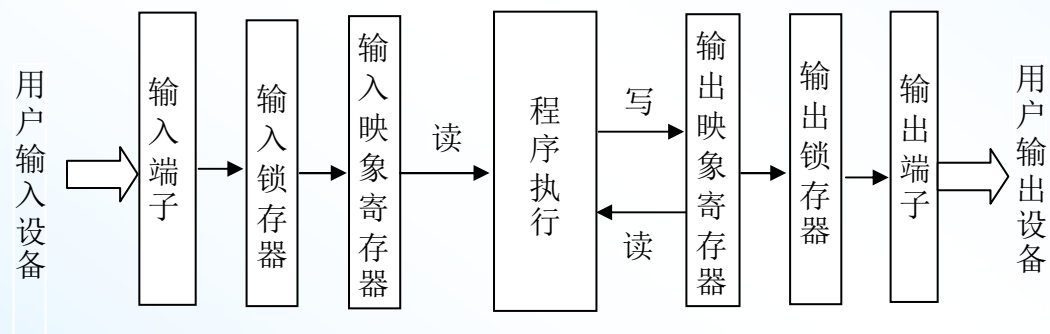 用户输入设备
输入端子
输入锁存器
输入映象寄存器
读
程序执行
写
读
输出映象寄存器
输出锁存器
输出端子
用户输出设备